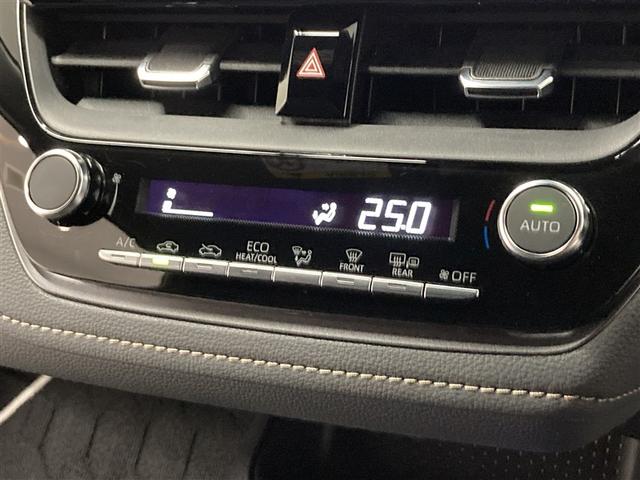 25.0
AUTO
A/C
ECO
HEAT/COOL
FRONT
REAR
OFF